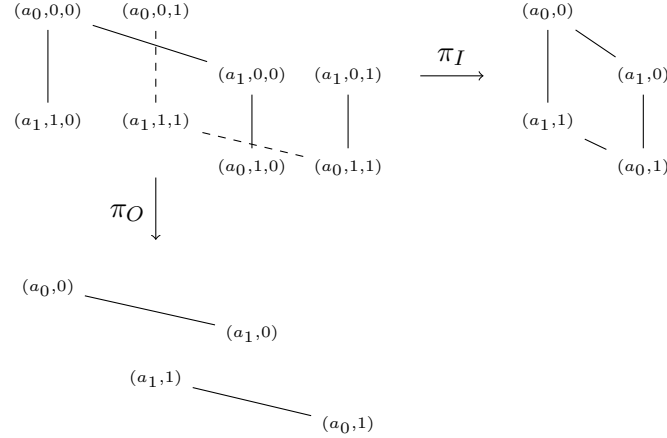 (a₀,0,0) (a₀,0,1) (a₀,0)
(a₁,0,0) (a₁,0,1) π_I (a₁,0)
(a₁,1,0) (a₁,1,1) (a₁,1)
(a₀,1,0) (a₀,1,1) (a₀,1)
π_O
(a₀,0)
(a₁,0)
(a₁,1)
(a₀,1)